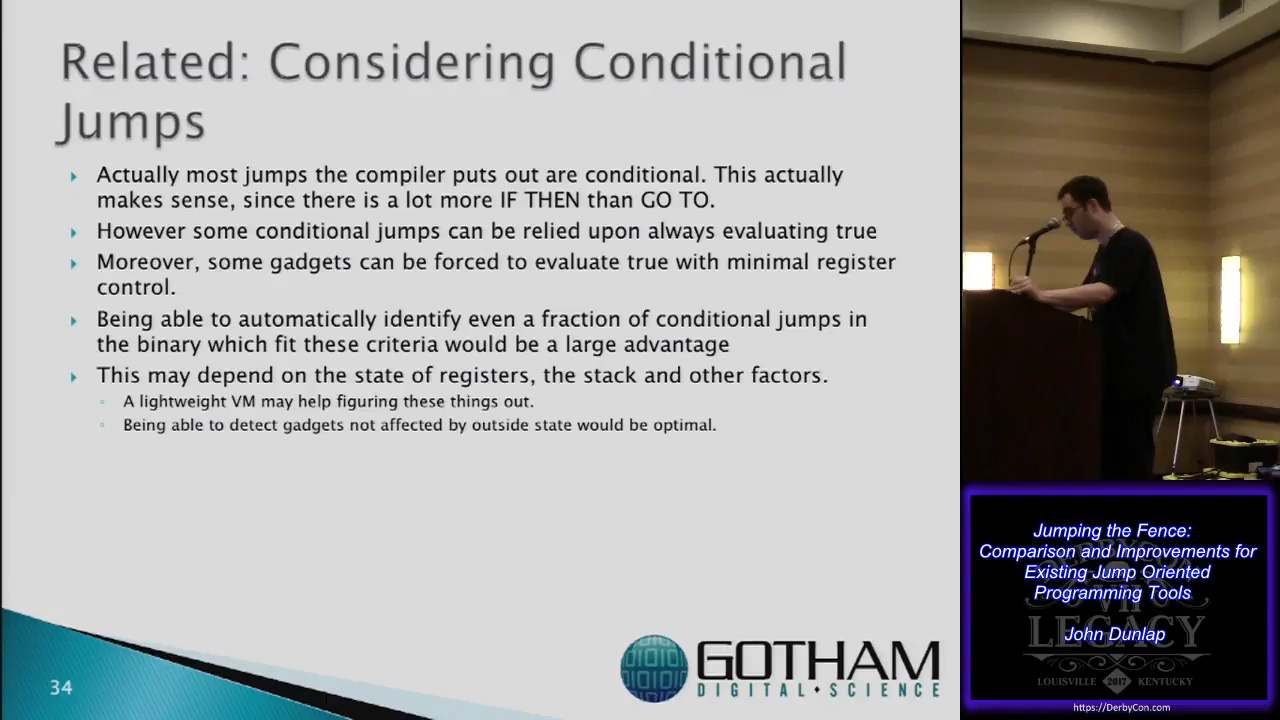 Related: Considering Conditional
Jumps
Actually most jumps the compiler puts out are conditional. This actually
makes sense, since there is a lot more IF THEN than GO TO.
However some conditional jumps can be relied upon always evaluating true
Moreover, some gadgets can be forced to evaluate true with minimal register
control.
Being able to automatically identify even a fraction of conditional jumps in
the binary which fit these criteria would be a large advantage
This may depend on the state of registers, the stack and other factors.
A lightweight VM may help figuring these things out.
Being able to detect gadgets not affected by outside state would be optimal.
34
GOTHAM
DIGITAL SCIENCE
Jumping the Fence:
Comparison and Improvements for
Existing Jump Oriented
Programming Tools
John Dunlap
DERBYCON
VII
LEGACY
LOUISVILLE 2017 KENTUCKY
https://DerbyCon.com